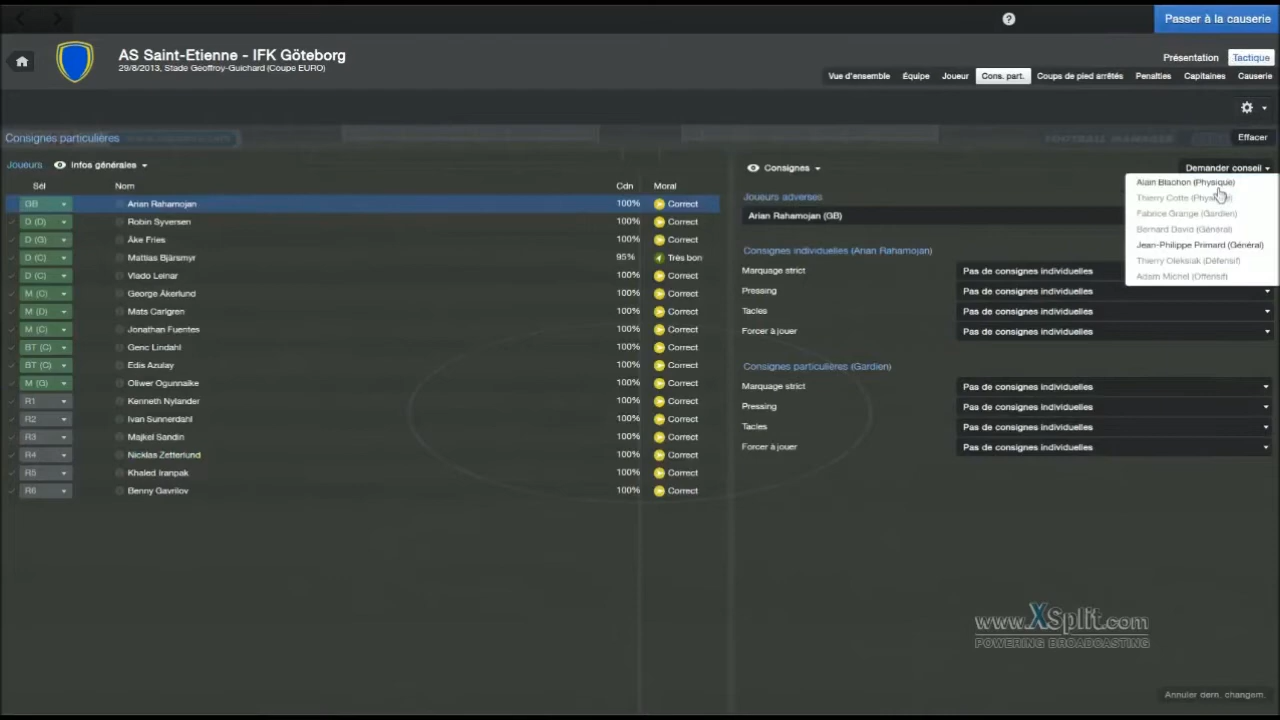 Passer à la causerie
AS Saint-Etienne - IFK Göteborg
29/8/2013, Stade Geoffroy-Guichard (Coupe EURO)
Présentation Tactique
Vue d'ensemble Équipe Joueur Cons. part. Coups de pied arrêtés Penalties Capitaines Causerie
Consignes particulières
Effacer
Joueurs Infos générales
Consignes Demander conseil
Sél Nom Cdn Moral
GB Arian Rahamojan 100% Correct
D (D) Robin Syversen 100% Correct
D (G) Åke Fries 100% Correct
D (C) Mattias Bjärsmyr 95% Très bon
D (C) Vlado Leinar 100% Correct
M (C) George Åkerlund 100% Correct
M (D) Mats Carlgren 100% Correct
M (C) Jonathan Fuentes 100% Correct
BT (C) Genc Lindahl 100% Correct
BT (C) Edis Azulay 100% Correct
M (G) Oliwer Ogunnaike 100% Correct
R1 Kenneth Nylander 100% Correct
R2 Ivan Sunnerdahl 100% Correct
R3 Majkel Sandin 100% Correct
R4 Nicklas Zetterlund 100% Correct
R5 Khaled Iranpak 100% Correct
R6 Benny Gavrilov 100% Correct
Alain Blachon (Physique)
Thierry Cotte
Fabrice Grange (Gardien)
Bernard David (Général)
Jean-Philippe Primard (Général)
Thierry Oleksiak (Défensif)
Adam Michel (Offensif)
Joueurs adverses
Arian Rahamojan (GB)
Consignes individuelles (Arian Rahamojan)
Marquage strict Pas de consignes individuelles
Pressing Pas de consignes individuelles
Tacles Pas de consignes individuelles
Forcer à jouer Pas de consignes individuelles
Consignes particulières (Gardien)
Marquage strict Pas de consignes individuelles
Pressing Pas de consignes individuelles
Tacles Pas de consignes individuelles
Forcer à jouer Pas de consignes individuelles
www.XSplit.com
POWERING BROADCASTING
Annuler dern. changem.